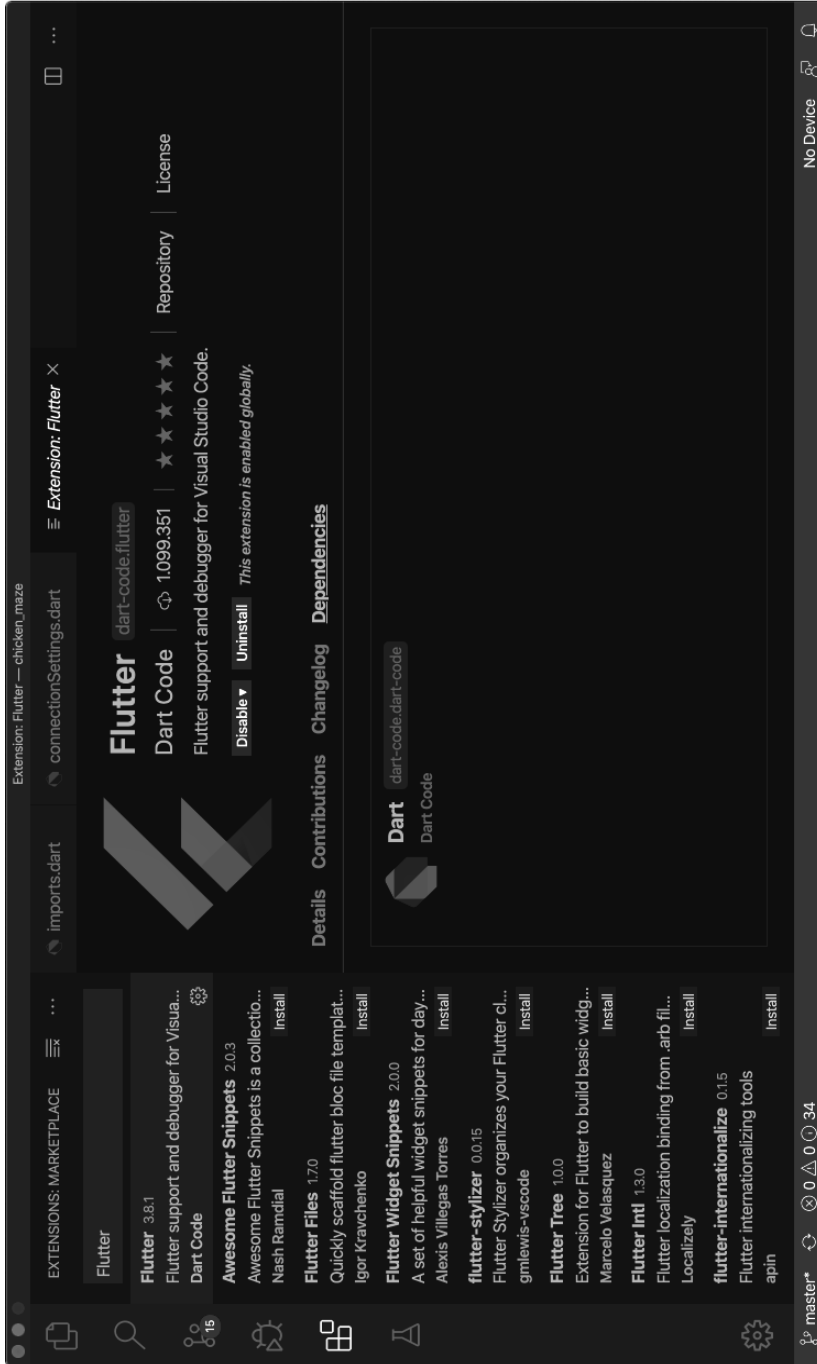 Extension: Flutter — chicken_maze
EXTENSIONS: MARKETPLACE
Flutter
Flutter 3.8.1
Flutter support and debugger for Visua...
Dart Code
Awesome Flutter Snippets 2.0.3
Awesome Flutter Snippets is a collectio...
Nash Ramdial
Install
Flutter Files 1.7.0
Quickly scaffold flutter bloc file templat...
Igor Kravchenko
Install
Flutter Widget Snippets 2.0.0
A set of helpful widget snippets for day...
Alexis Villegas Torres
Install
flutter-stylizer 0.0.15
Flutter Stylizer organizes your Flutter cl...
gmlewis-vscode
Install
Flutter Tree 1.0.0
Extension for Flutter to build basic widg...
Marcelo Velasquez
Install
Flutter Intl 1.3.0
Flutter localization binding from .arb fil...
Localizely
Install
flutter-internationalize 0.1.5
Flutter internationalizing tools
apin
Install
15
imports.dart
connectionSettings.dart
Extension: Flutter
Flutter dart-code.flutter
Dart Code | 1.099.351 | ★★★★★ | Repository | License
Flutter support and debugger for Visual Studio Code.
Disable Uninstall This extension is enabled globally.
Details Contributions Changelog Dependencies
Dart dart-code.dart-code
Dart Code
master* 0 0 34
No Device